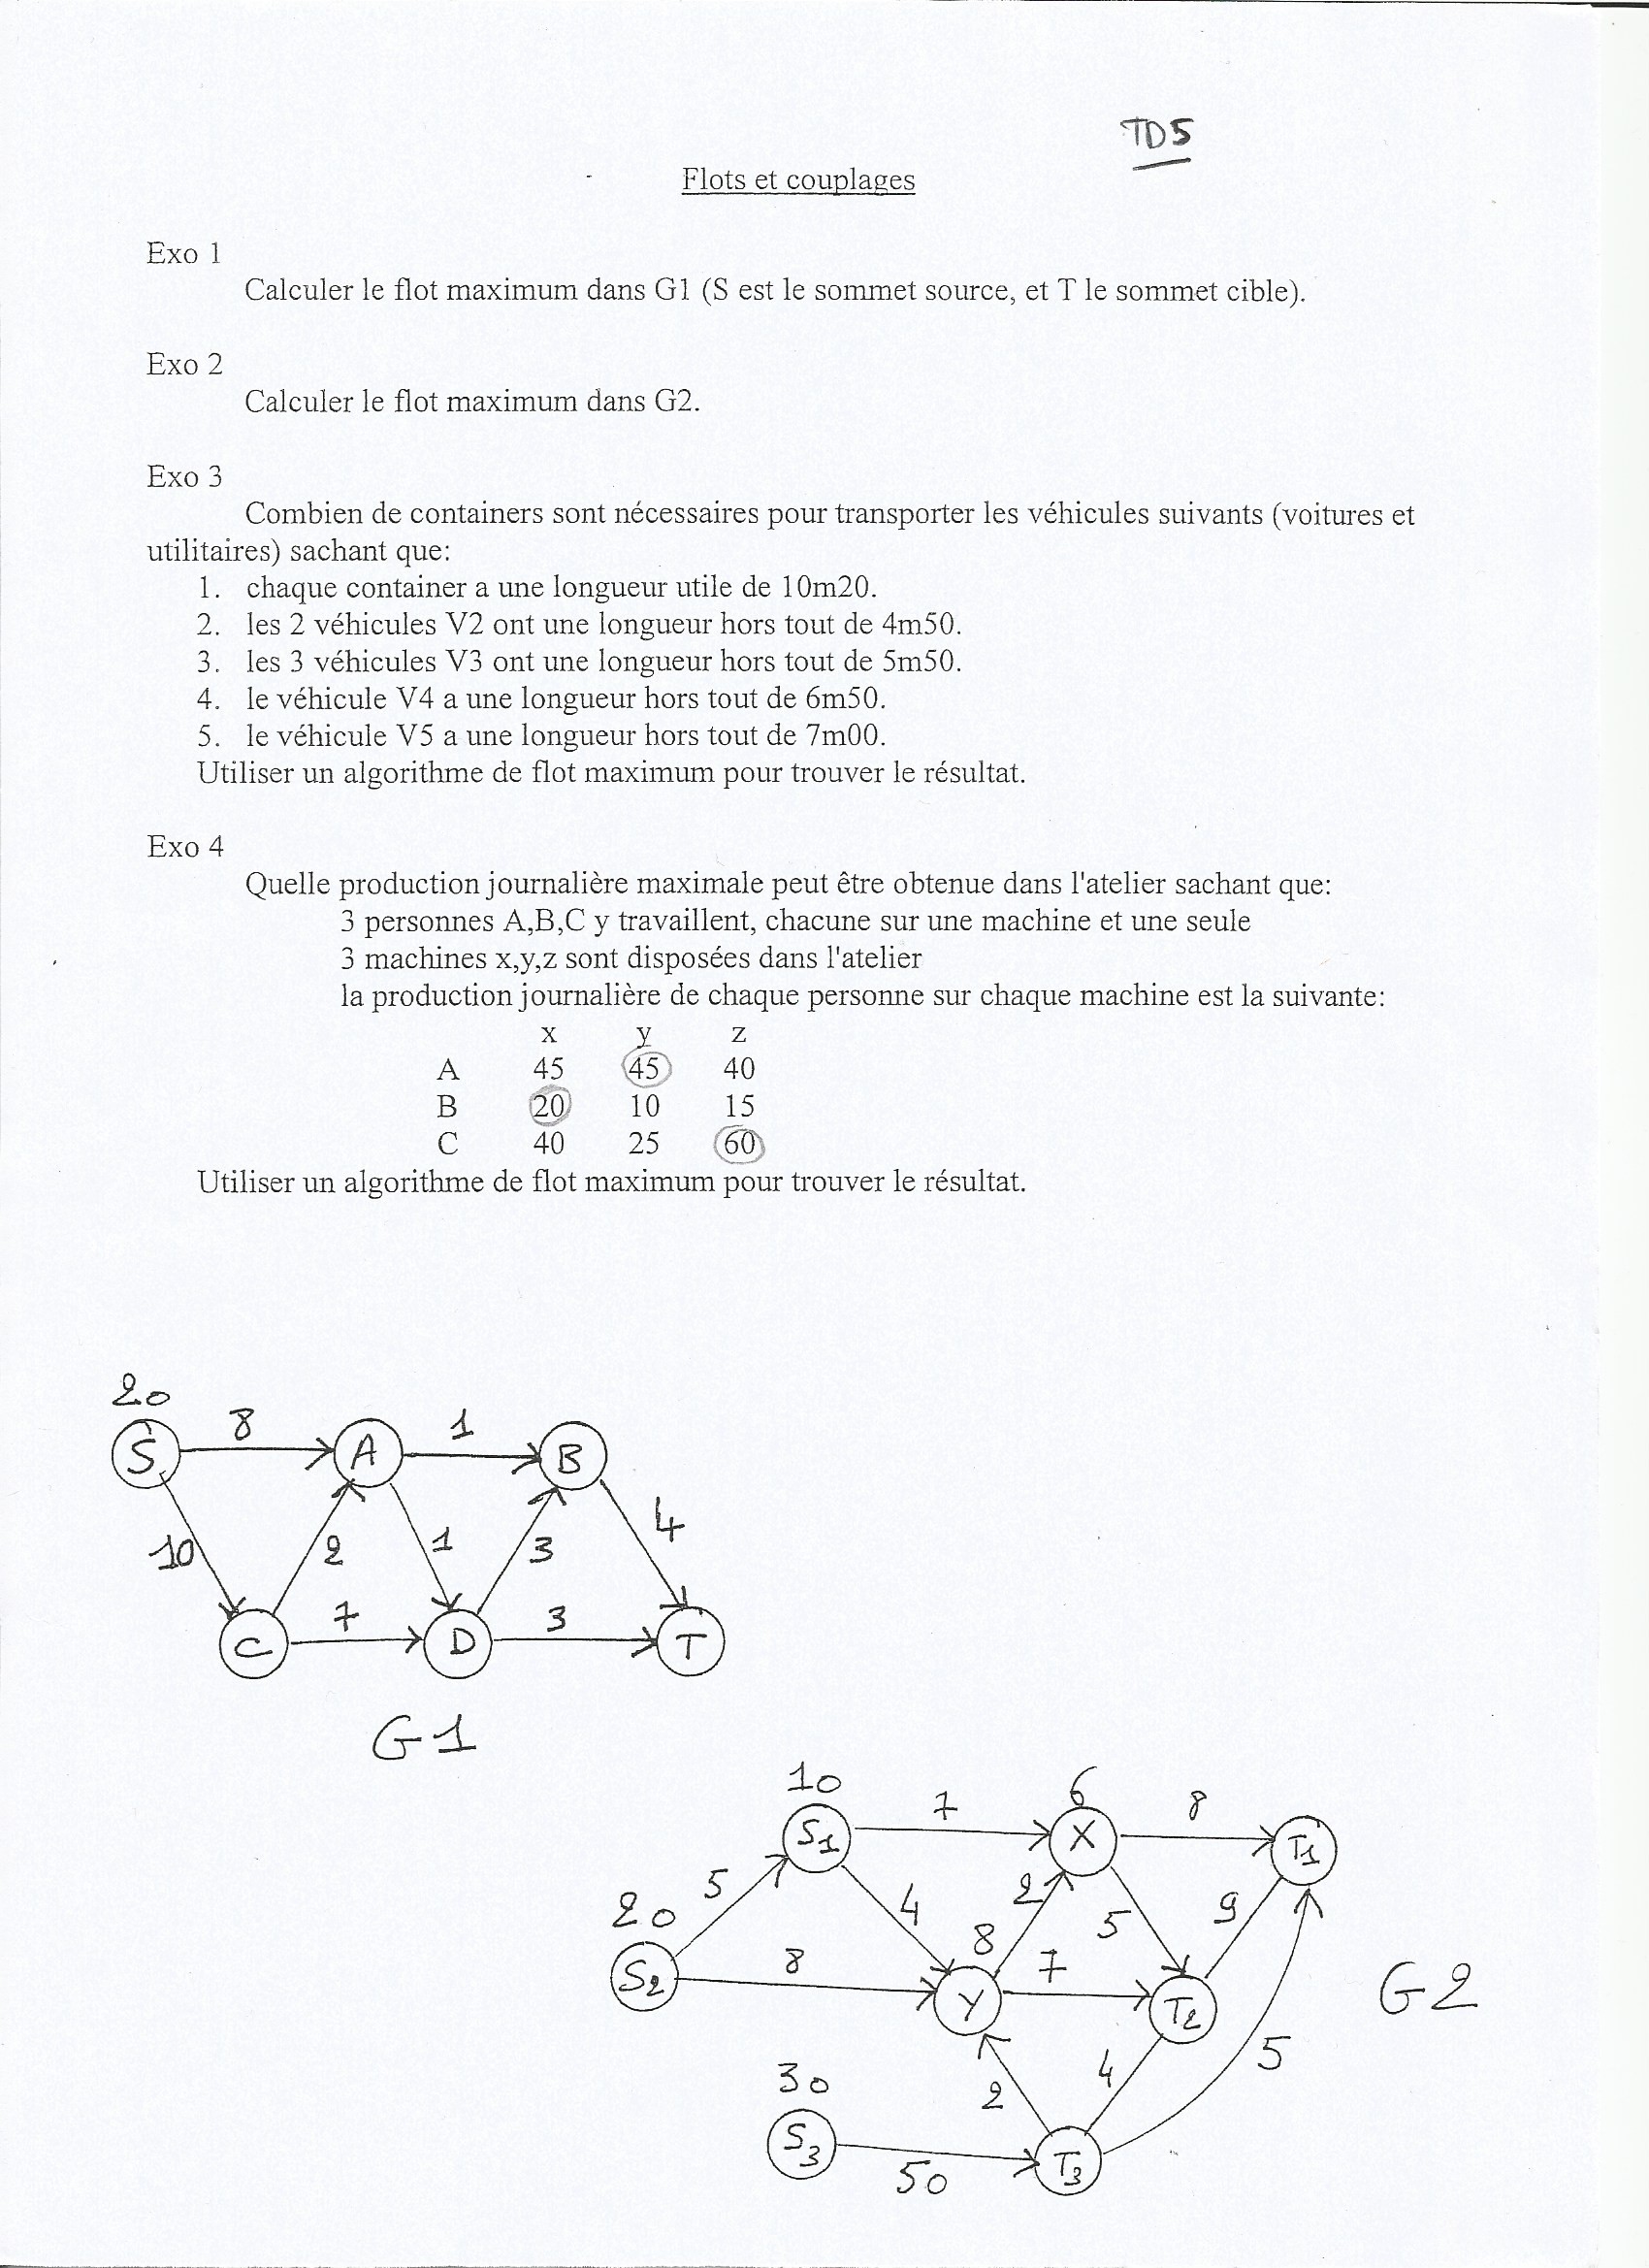 TD5
Flots et couplages
Exo 1
Calculer le flot maximum dans G1 (S est le sommet source, et T le sommet cible).
Exo 2
Calculer le flot maximum dans G2.
Exo 3
Combien de containers sont nécessaires pour transporter les véhicules suivants (voitures et
utilitaires) sachant que:
1. chaque container a une longueur utile de 10m20.
2. les 2 véhicules V2 ont une longueur hors tout de 4m50.
3. les 3 véhicules V3 ont une longueur hors tout de 5m50.
4. le véhicule V4 a une longueur hors tout de 6m50.
5. le véhicule V5 a une longueur hors tout de 7m00.
Utiliser un algorithme de flot maximum pour trouver le résultat.
Exo 4
Quelle production journalière maximale peut être obtenue dans l'atelier sachant que:
3 personnes A,B,C y travaillent, chacune sur une machine et une seule
3 machines x,y,z sont disposées dans l'atelier
la production journalière de chaque personne sur chaque machine est la suivante:
x y z
A 45 45 40
B 20 10 15
C 40 25 60
Utiliser un algorithme de flot maximum pour trouver le résultat.
20
8 1
S A B
4
10 2 1 3
7 3
C D T
G1
10 6
7 8
S1 X T1
5 4 2 5 9
20 8
8 7
S2 Y T2
G2
4 5
30 2
S3 T3
50